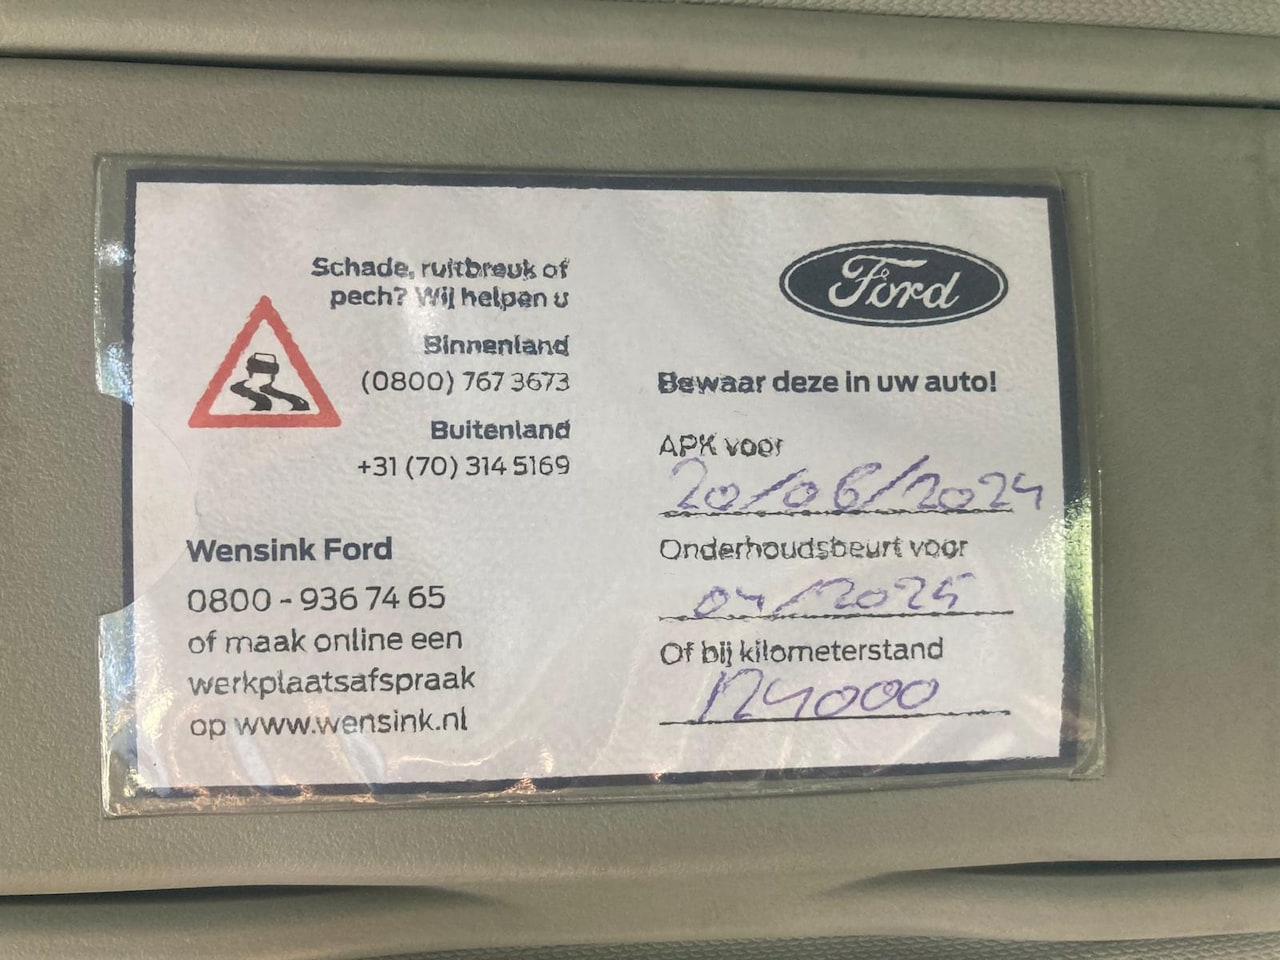 Schade, ruitbreuk of
pech? Wij helpen u
Binnenland
(0800) 767 3673
Buitenland
+31 (70) 314 5169
Wensink Ford
0800 - 936 74 65
of maak online een
werkplaatsafspraak
op www.wensink.nl
Ford
Bewaar deze in uw auto!
APK voor
20/06/2024
Onderhoudsbeurt voor
04/2025
Of bij kilometerstand
124000